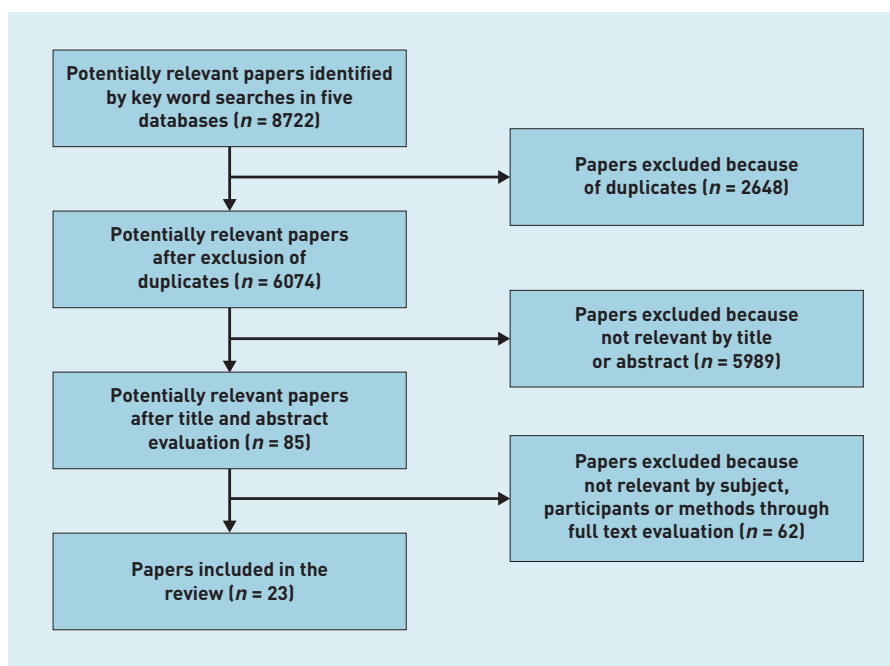 Potentially relevant papers identified
by key word searches in five
databases (n = 8722)
Papers excluded because
of duplicates (n = 2648)
Potentially relevant papers
after exclusion of
duplicates (n = 6074)
Papers excluded because
not relevant by title
or abstract (n = 5989)
Potentially relevant papers
after title and abstract
evaluation (n = 85)
Papers excluded because
not relevant by subject,
participants or methods through
full text evaluation (n = 62)
Papers included in the
review (n = 23)